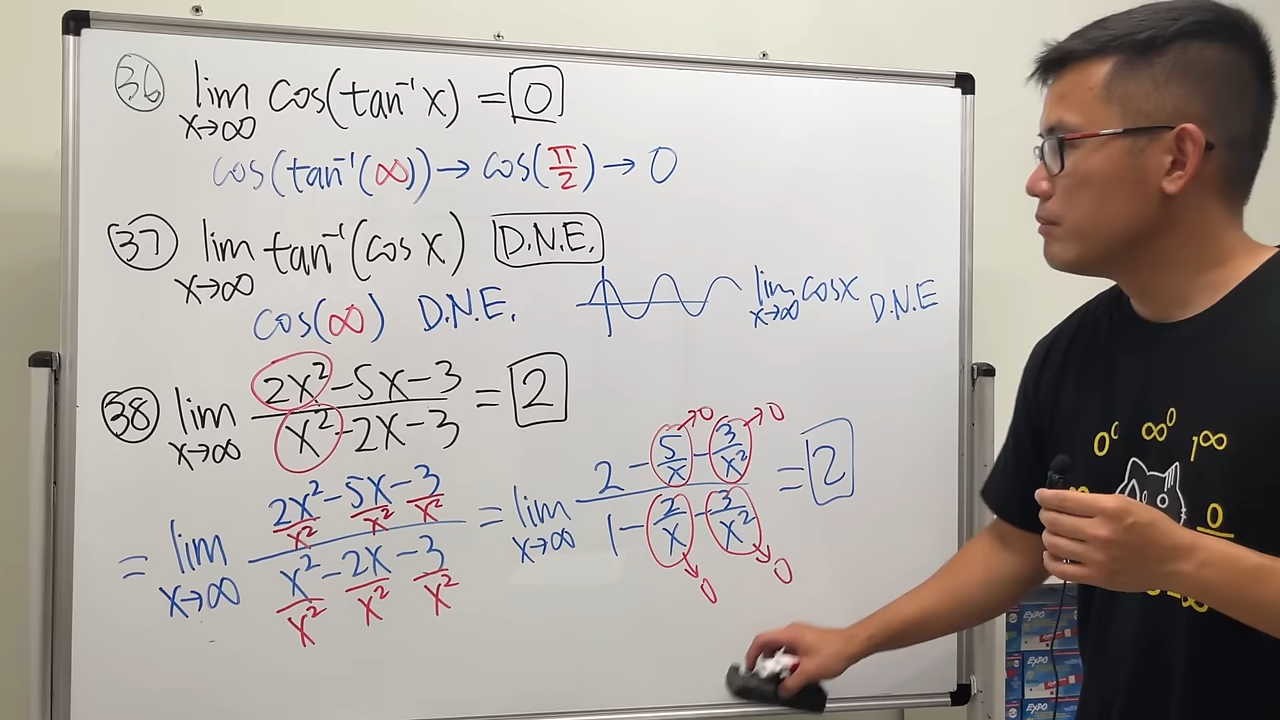 36 lim x→∞ cos(tan⁻¹x) = 0
cos(tan⁻¹(∞)) → cos(π/2) → 0
37 lim x→∞ tan⁻¹(cos x) D.N.E.
cos(∞) D.N.E. lim x→∞ cos x D.N.E
38 lim x→∞ (2x²-5x-3)/(x²-2x-3) = 2
= lim x→∞ (2x²/x² - 5x/x² - 3/x²)/(x²/x² - 2x/x² - 3/x²) = lim x→∞ (2 - 5/x →0 - 3/x² →0)/(1 - 2/x →0 - 3/x² →0) = 2
∞⁰ 1^∞
0
EXPO
EXPO
EXPO